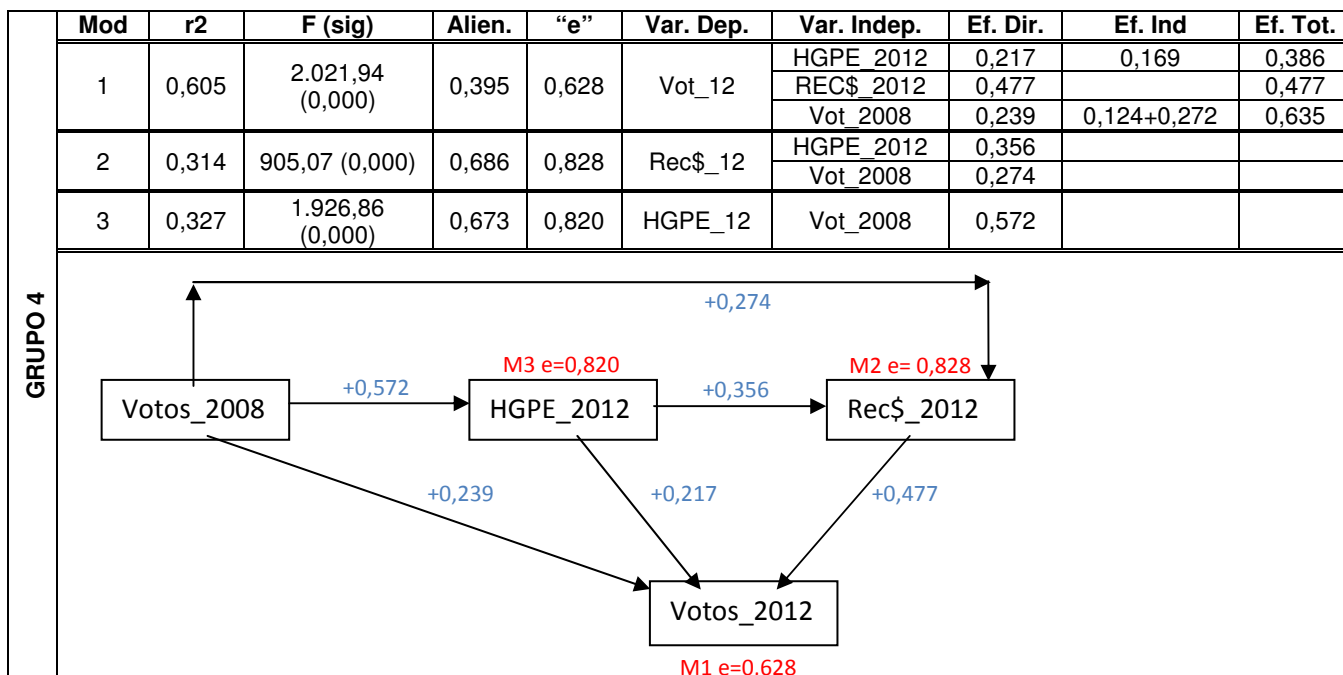 Mod r2 F (sig) Alien. “e” Var. Dep. Var. Indep. Ef. Dir. Ef. Ind Ef. Tot.
1 0,605 2.021,94 (0,000) 0,395 0,628 Vot_12 HGPE_2012 0,217 0,169 0,386
REC$_2012 0,477 0,477
Vot_2008 0,239 0,124+0,272 0,635
2 0,314 905,07 (0,000) 0,686 0,828 Rec$_12 HGPE_2012 0,356
Vot_2008 0,274
3 0,327 1.926,86 (0,000) 0,673 0,820 HGPE_12 Vot_2008 0,572
GRUPO 4
+0,274
M3 e=0,820
M2 e= 0,828
Votos_2008
+0,572
HGPE_2012
+0,356
Rec$_2012
+0,239
+0,217
+0,477
Votos_2012
M1 e=0,628